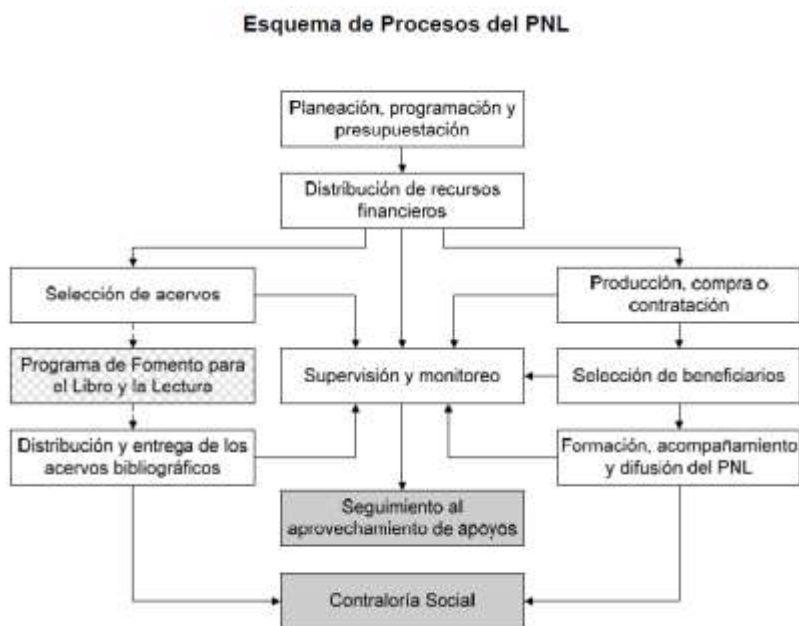 Esquema de Procesos del PNL
Planeación, programación y
presupuestación
Distribución de recursos
financieros
Selección de acervos
Producción, compra o
contratación
Programa de Fomento para
el Libro y la Lectura
Supervisión y monitoreo
Selección de beneficiarios
Distribución y entrega de los
acervos bibliográficos
Formación, acompañamiento
y difusión del PNL
Seguimiento al
aprovechamiento de apoyos
Contraloría Social